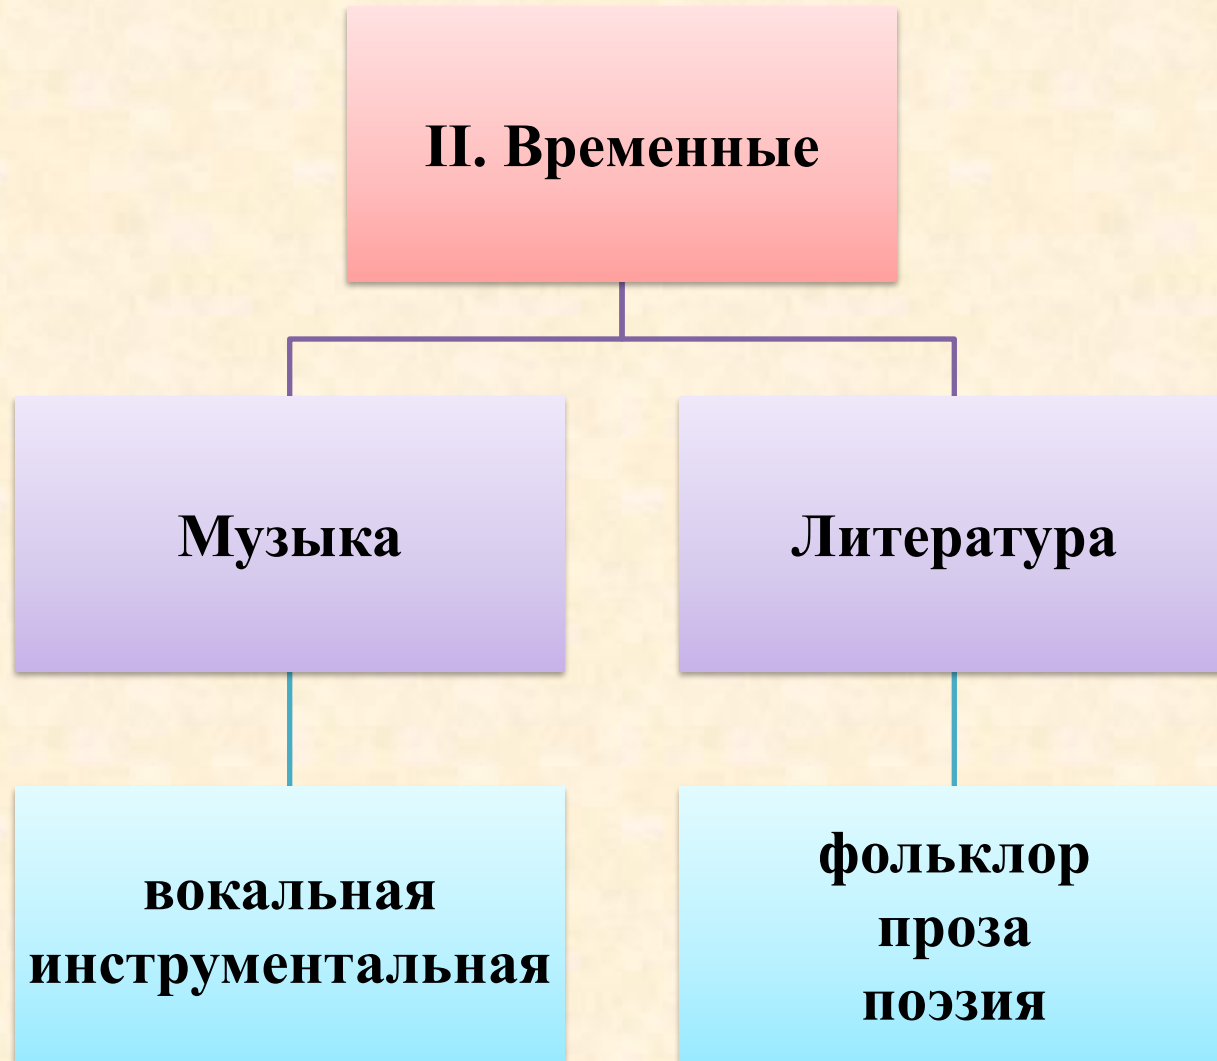 II. Временные
Музыка
Литература
вокальная
инструментальная
фольклор
проза
поэзия